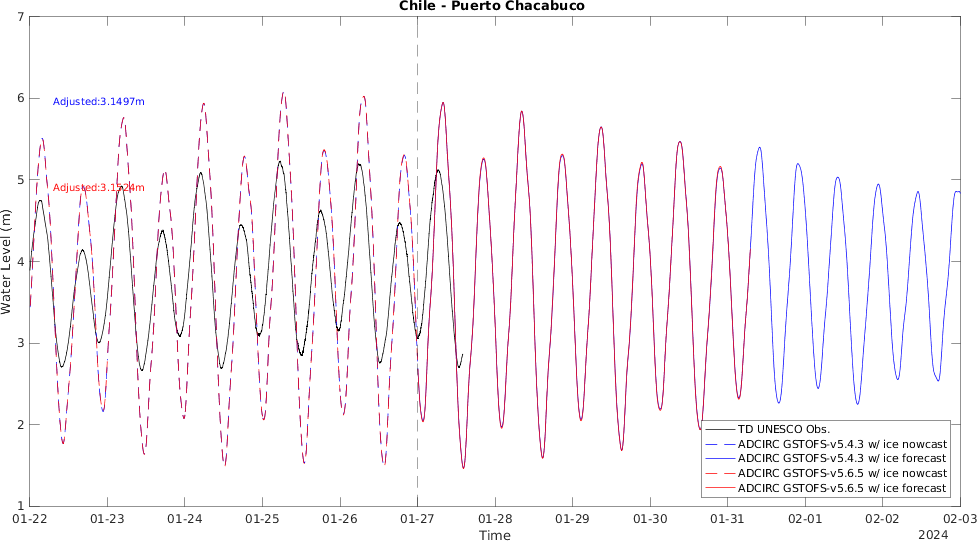 Chile - Puerto Chacabuco
7
6
5
4
3
2
1
Water Level (m)
Adjusted:3.1497m
Adjusted:3.1524m
TD UNESCO Obs.
ADCIRC GSTOFS-v5.4.3 w/ ice nowcast
ADCIRC GSTOFS-v5.4.3 w/ ice forecast
ADCIRC GSTOFS-v5.6.5 w/ ice nowcast
ADCIRC GSTOFS-v5.6.5 w/ ice forecast
01-22 01-23 01-24 01-25 01-26 01-27 01-28 01-29 01-30 01-31 02-01 02-02 02-03
Time
2024